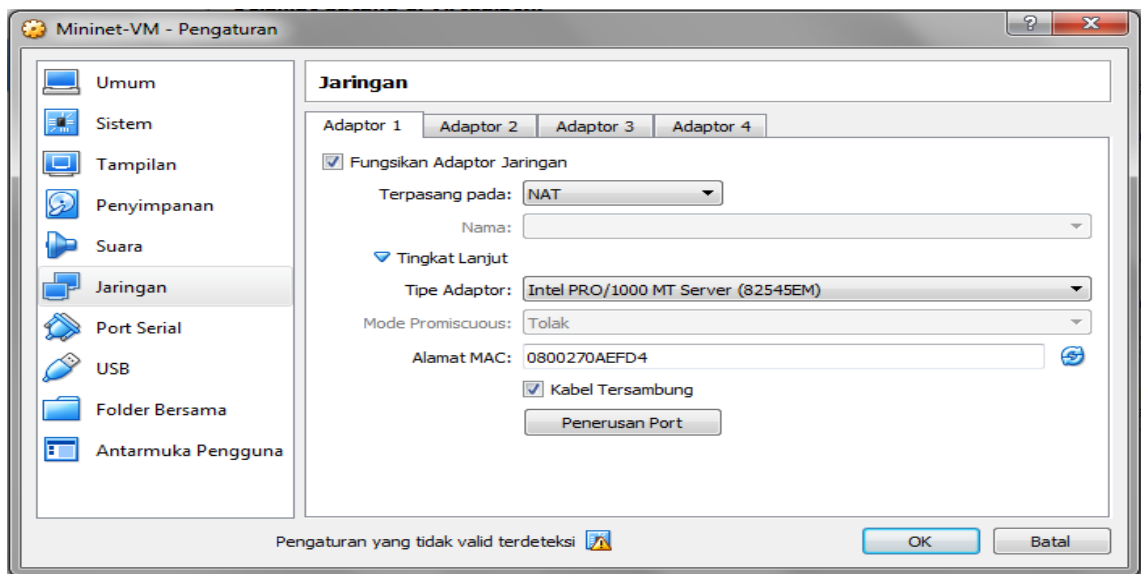 Mininet-VM - Pengaturan
Umum
Sistem
Tampilan
Penyimpanan
Suara
Jaringan
Port Serial
USB
Folder Bersama
Antarmuka Pengguna
Jaringan
Adaptor 1 Adaptor 2 Adaptor 3 Adaptor 4
Fungsikan Adaptor Jaringan
Terpasang pada: NAT
Nama:
Tingkat Lanjut
Tipe Adaptor: Intel PRO/1000 MT Server (82545EM)
Mode Promiscuous: Tolak
Alamat MAC: 0800270AEFD4
Kabel Tersambung
Penerusan Port
Pengaturan yang tidak valid terdeteksi
OK Batal